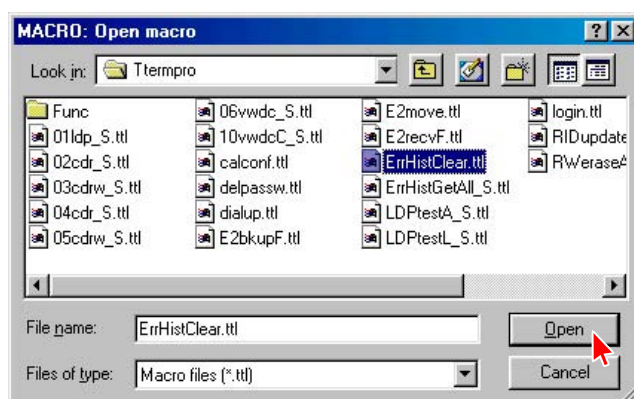 MACRO: Open macro
Look in: Ttermpro
Func
01ldp_S.ttl
02cdr_S.ttl
03cdrw_S.ttl
04cdr_S.ttl
05cdrw_S.ttl
06vwdc_S.ttl
10vwdcC_S.ttl
calconf.ttl
delpassw.ttl
dialup.ttl
E2bkupF.ttl
E2move.ttl
E2recvF.ttl
ErrHistClear.ttl
ErrHistGetAll_S.ttl
LDPtestA_S.ttl
LDPtestL_S.ttl
login.ttl
RIDupdate
RWeraseA
File name: ErrHistClear.ttl Open
Files of type: Macro files (*.ttl) Cancel